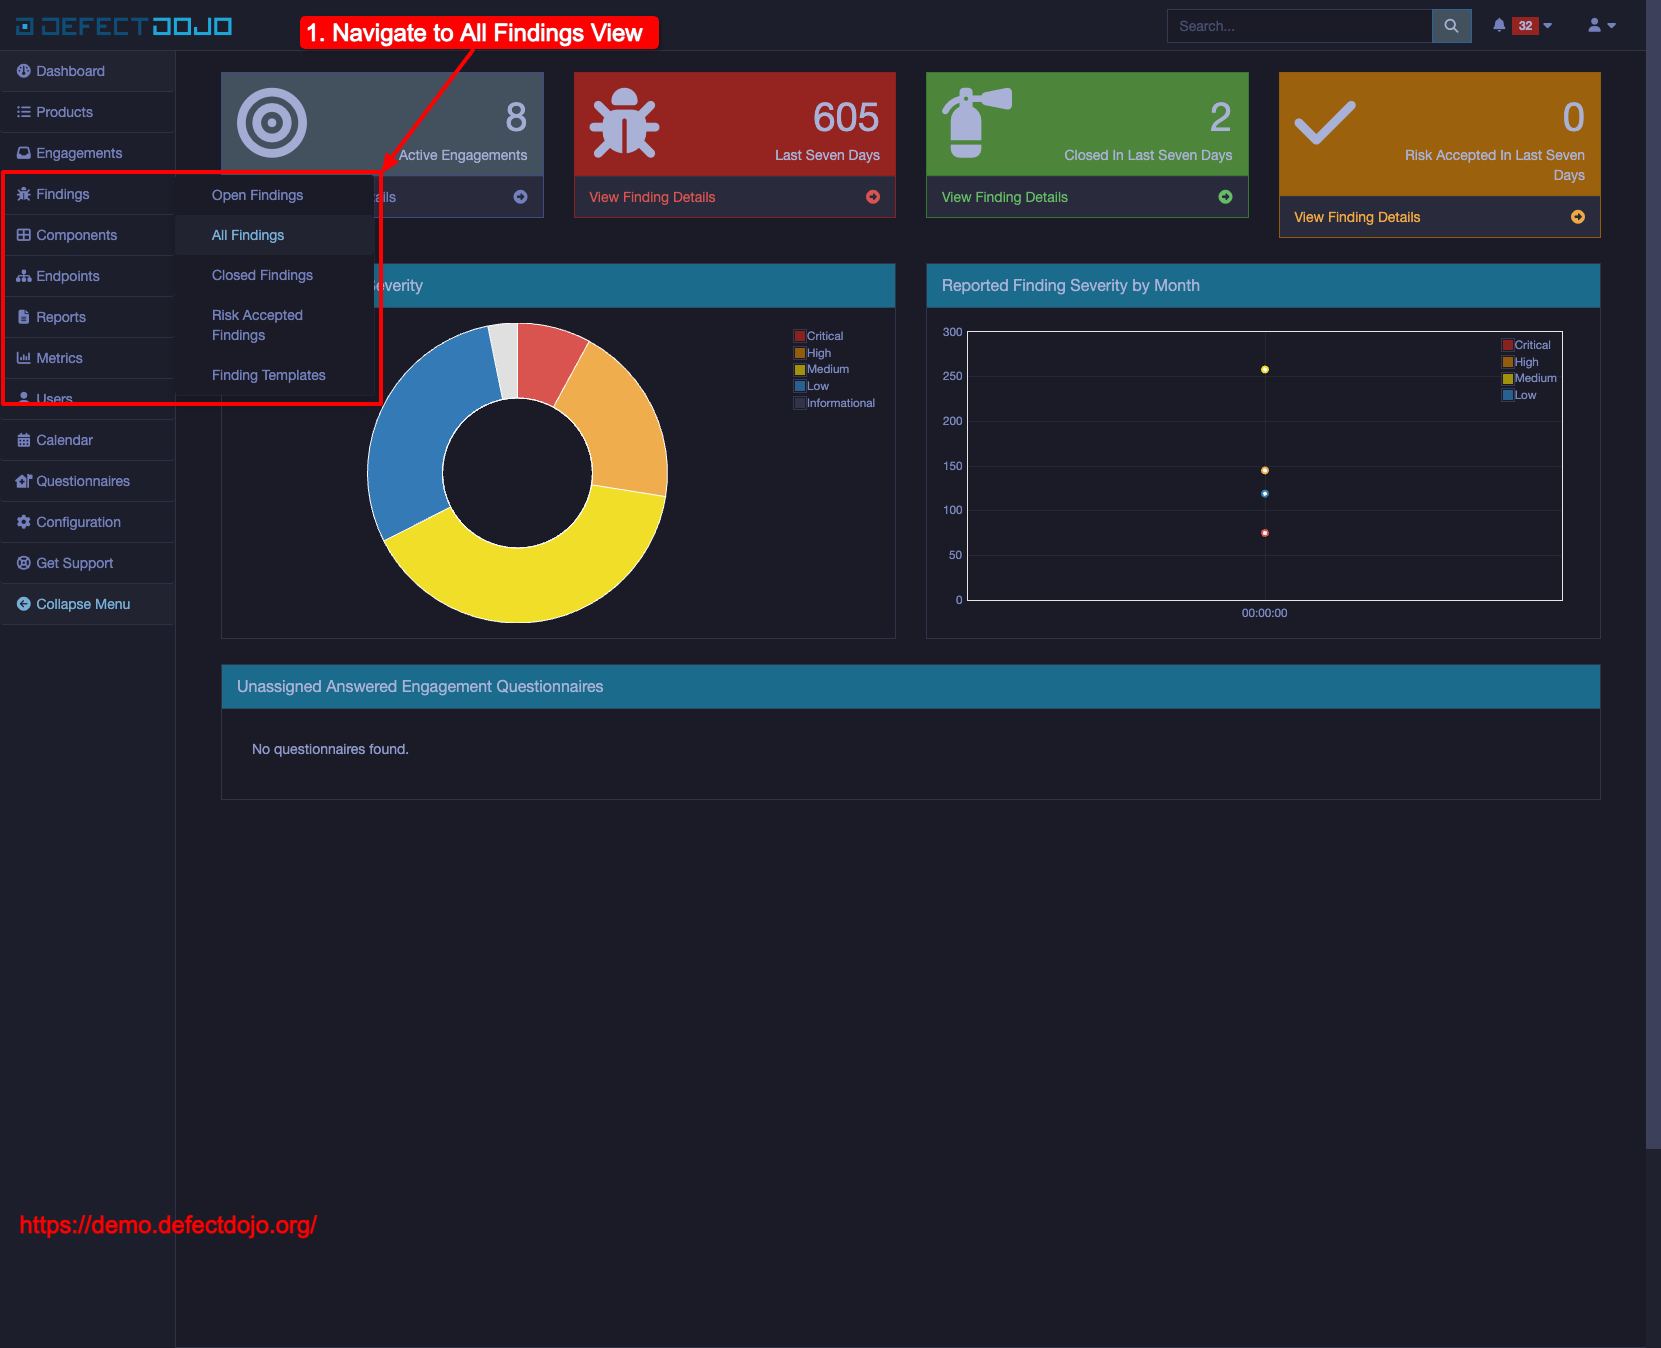 DEFECTDOJO
1. Navigate to All Findings View
Search...
32
Dashboard
Products
Engagements
Findings
Components
Endpoints
Reports
Metrics
Users
Calendar
Questionnaires
Configuration
Get Support
Collapse Menu
Open Findings
All Findings
Closed Findings
Risk Accepted
Findings
Finding Templates
8
Active Engagements
605
Last Seven Days
View Finding Details
2
Closed In Last Seven Days
View Finding Details
0
Risk Accepted In Last Seven
Days
View Finding Details
Critical
High
Medium
Low
Informational
Reported Finding Severity by Month
300
250
200
150
100
50
0
00:00:00
Critical
High
Medium
Low
Unassigned Answered Engagement Questionnaires
No questionnaires found.
https://demo.defectdojo.org/